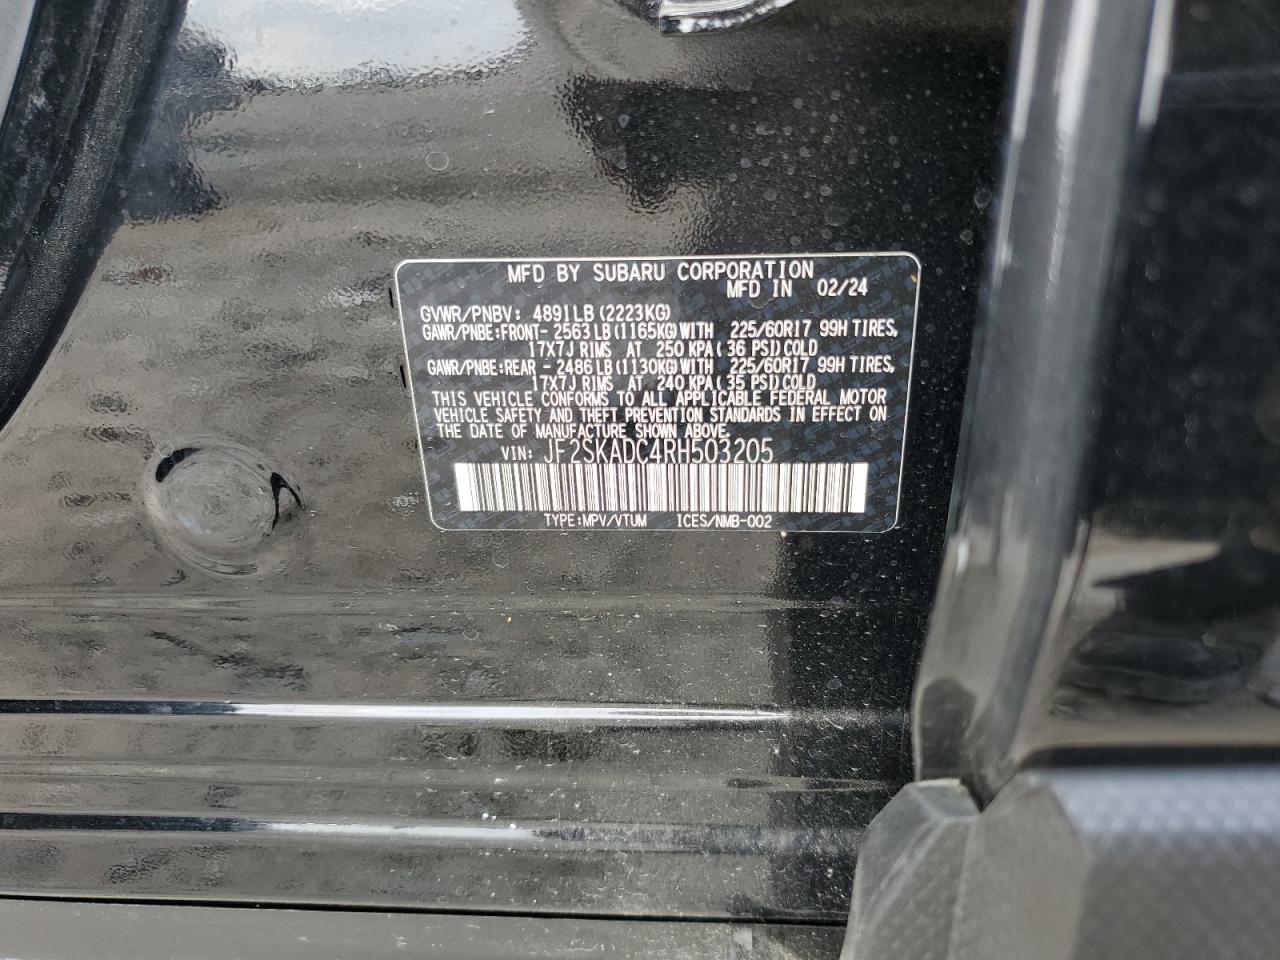 MFD BY SUBARU CORPORATION
MFD IN 02/24
GVWR/PNBV: 4891LB (2223KG)
GAWR/PNBE:FRONT- 2563LB (1165KG) WITH 225/60R17 99H TIRES,
17X7J RIMS AT 250 KPA (36 PSI) COLD
GAWR/PNBE:REAR - 2486LB (1130KG) WITH 225/60R17 99H TIRES,
17X7J RIMS AT 240 KPA (35 PSI) COLD
THIS VEHICLE CONFORMS TO ALL APPLICABLE FEDERAL MOTOR
VEHICLE SAFETY AND THEFT PREVENTION STANDARDS IN EFFECT ON
THE DATE OF MANUFACTURE SHOWN ABOVE.
VIN: JF2SKADC4RH503205
TYPE:MPV/VTUM ICES/NMB-002